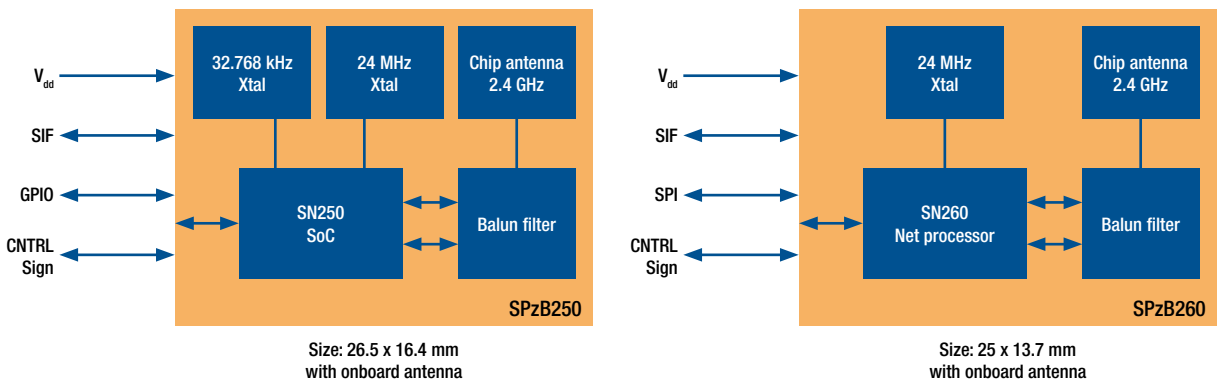 32.768 kHz
Xtal
24 MHz
Xtal
Chip antenna
2.4 GHz
Vdd
SIF
GPIO
CNTRL
Sign
SN250
SoC
Balun filter
SPzB250
Size: 26.5 x 16.4 mm
with onboard antenna
24 MHz
Xtal
Chip antenna
2.4 GHz
Vdd
SIF
SPI
CNTRL
Sign
SN260
Net processor
Balun filter
SPzB260
Size: 25 x 13.7 mm
with onboard antenna